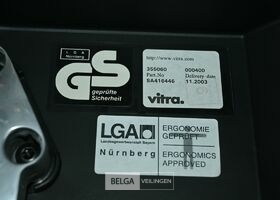 LGA
Nürnberg
GS
geprüfte
Sicherheit
http://www.vitra.com
355060 000400
Part.No Delivery-date
SA416446 11.2003
vitra.
LGA
Landesgewerbeanstalt Bayern
Nürnberg
ERGONOMIE
GEPRÜFT
ERGONOMICS
APPROVED
BELGA VEILINGEN